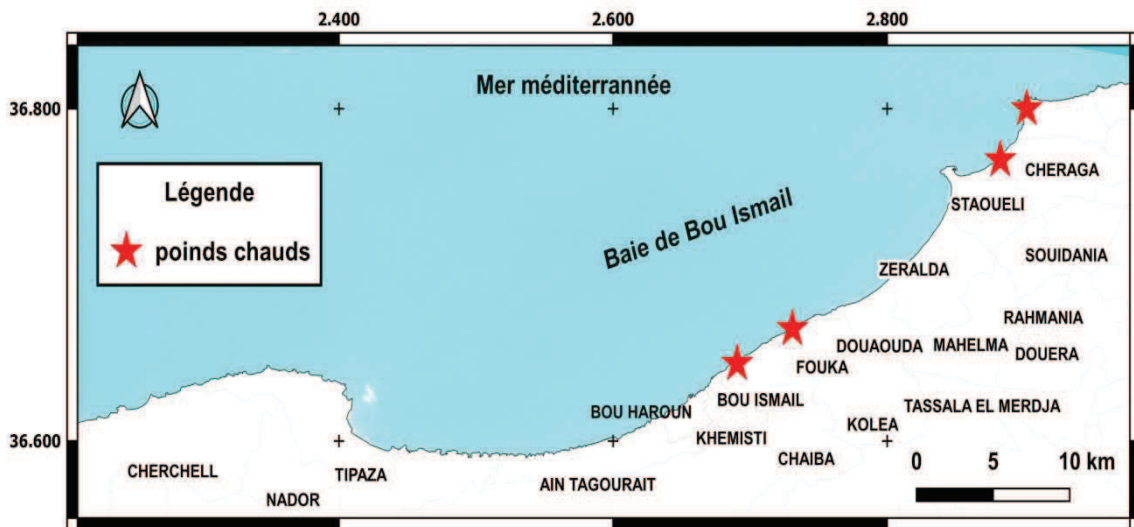 2.400 2.600 2.800
Mer méditerrannée
36.800
Légende
poinds chauds
CHERAGA
STAOUELI
Baie de Bou Ismail
SOUIDANIA
ZERALDA
RAHMANIA
DOUAOUDA MAHELMA
DOUERA
FOUKA
BOU ISMAIL
TASSALA EL MERDJA
BOU HAROUN
KOLEA
36.600
KHEMISTI
CHAIBA
CHERCHELL
TIPAZA
NADOR
AIN TAGOURAIT
0 5 10 km